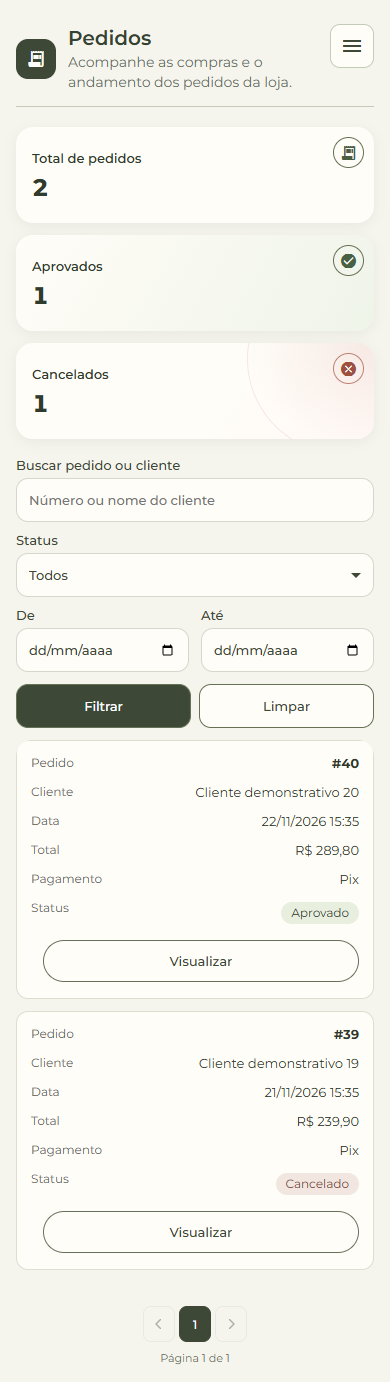 Pedidos
Acompanhe as compras e o
andamento dos pedidos da loja.
Total de pedidos
2
Aprovados
1
Cancelados
1
Buscar pedido ou cliente
Número ou nome do cliente
Status
Todos
De Até
dd/mm/aaaa dd/mm/aaaa
Filtrar Limpar
Pedido #40
Cliente Cliente demonstrativo 20
Data 22/11/2026 15:35
Total R$ 289,80
Pagamento Pix
Status Aprovado
Visualizar
Pedido #39
Cliente Cliente demonstrativo 19
Data 21/11/2026 15:35
Total R$ 239,90
Pagamento Pix
Status Cancelado
Visualizar
1
Página 1 de 1